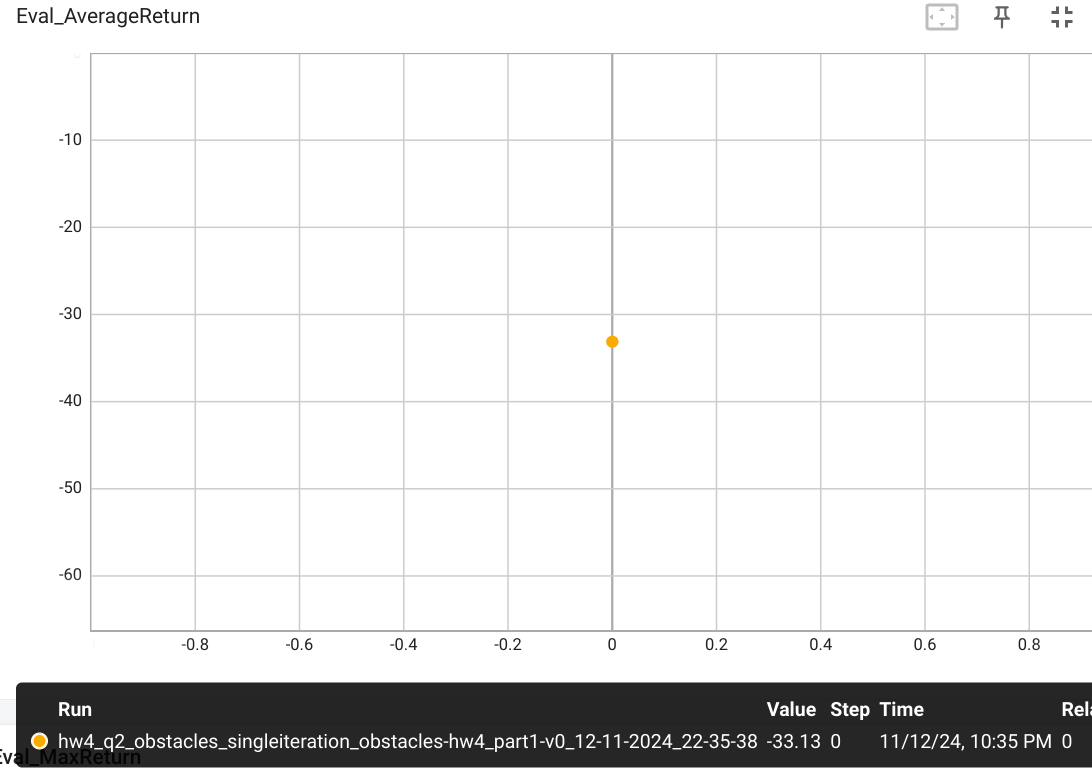 Eval_AverageReturn
-10
-20
-30
-40
-50
-60
-0.8 -0.6 -0.4 -0.2 0 0.2 0.4 0.6 0.8
Run Value Step Time
hw4_q2_obstacles_singleiteration_obstacles-hw4_part1-v0_12-11-2024_22-35-38 -33.13 0 11/12/24, 10:35 PM 0
Eval_MaxReturn